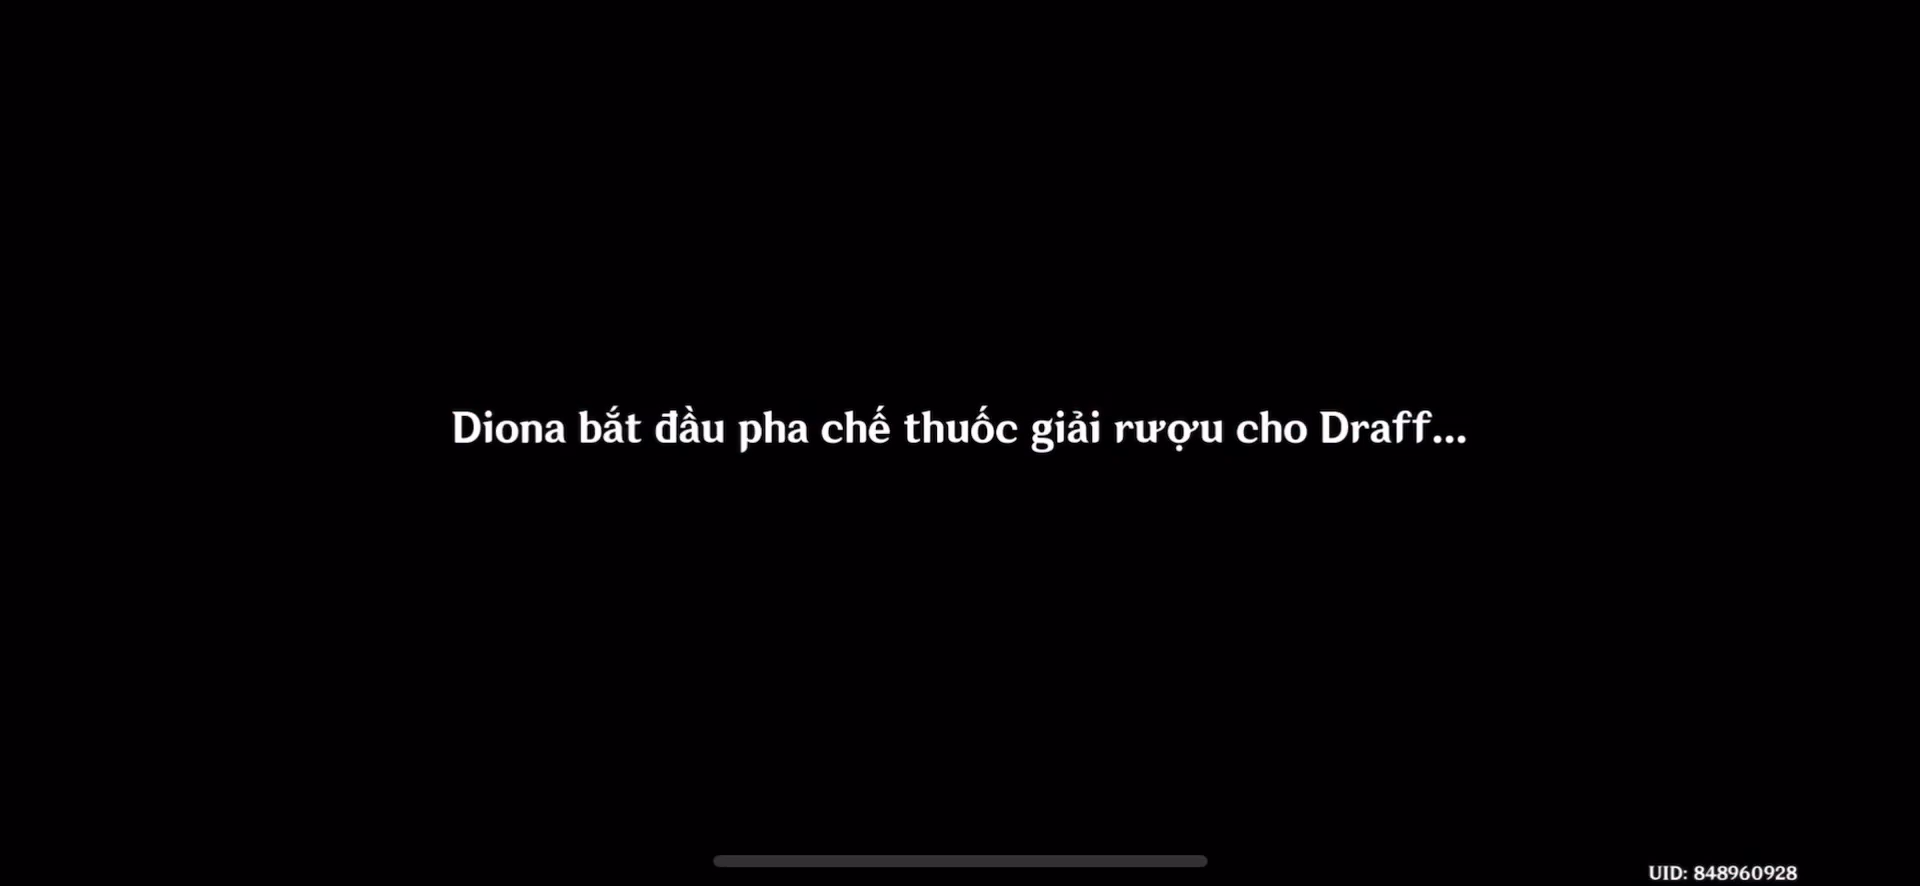 Diona bắt đầu pha chế thuốc giải rượu cho Draff...
UID: 848960928